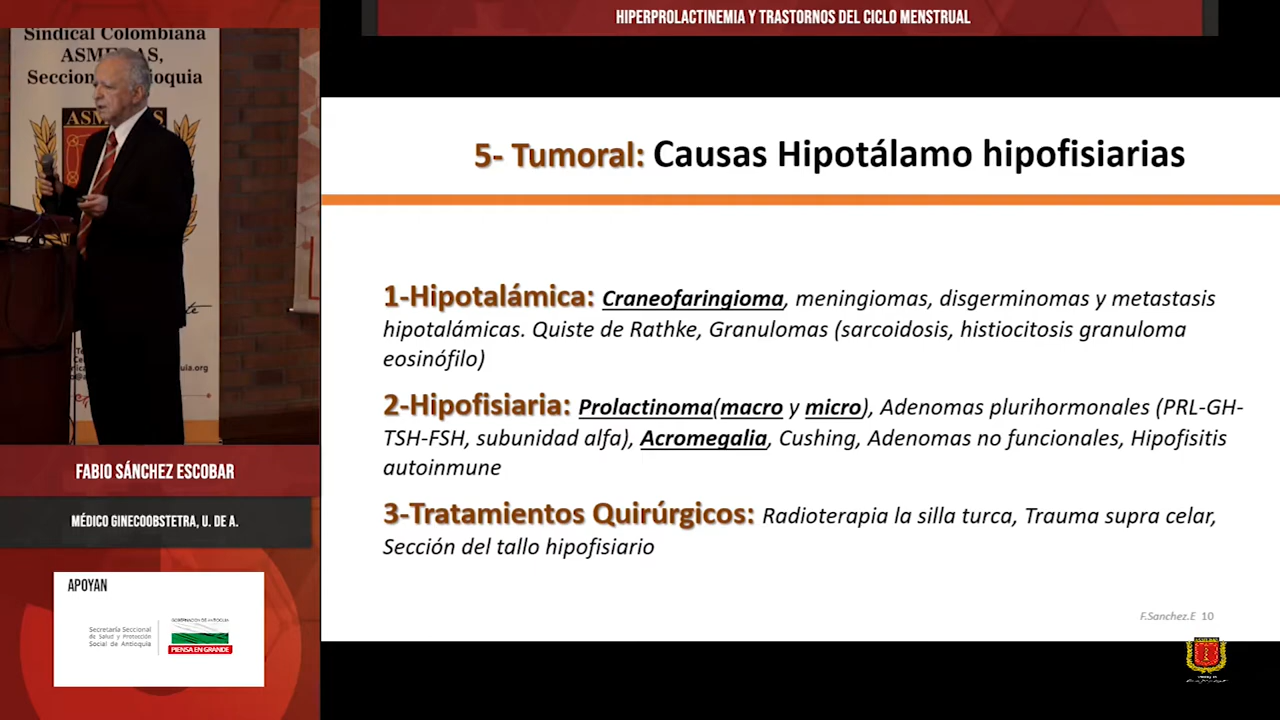 HIPERPROLACTINEMIA Y TRASTORNOS DEL CICLO MENSTRUAL
Sindical Colombiana
ASMEDAS,
Seccional Antioquia
ASMEDAS
5- Tumoral: Causas Hipotálamo hipofisiarias
1-Hipotalámica: Craneofaringioma, meningiomas, disgerminomas y metastasis
hipotalámicas. Quiste de Rathke, Granulomas (sarcoidosis, histiocitosis granuloma
eosinófilo)
2-Hipofisiaria: Prolactinoma(macro y micro), Adenomas plurihormonales (PRL-GH-
TSH-FSH, subunidad alfa), Acromegalia, Cushing, Adenomas no funcionales, Hipofisitis
autoinmune
3-Tratamientos Quirúrgicos: Radioterapia la silla turca, Trauma supra celar,
Sección del tallo hipofisiario
F.Sanchez.E 10
FABIO SÁNCHEZ ESCOBAR
MÉDICO GINECOOBSTETRA, U. DE A.
APOYAN
Secretaría Seccional
de Salud y Protección
Social de Antioquia
GOBERNACIÓN DE ANTIOQUIA
PIENSA EN GRANDE